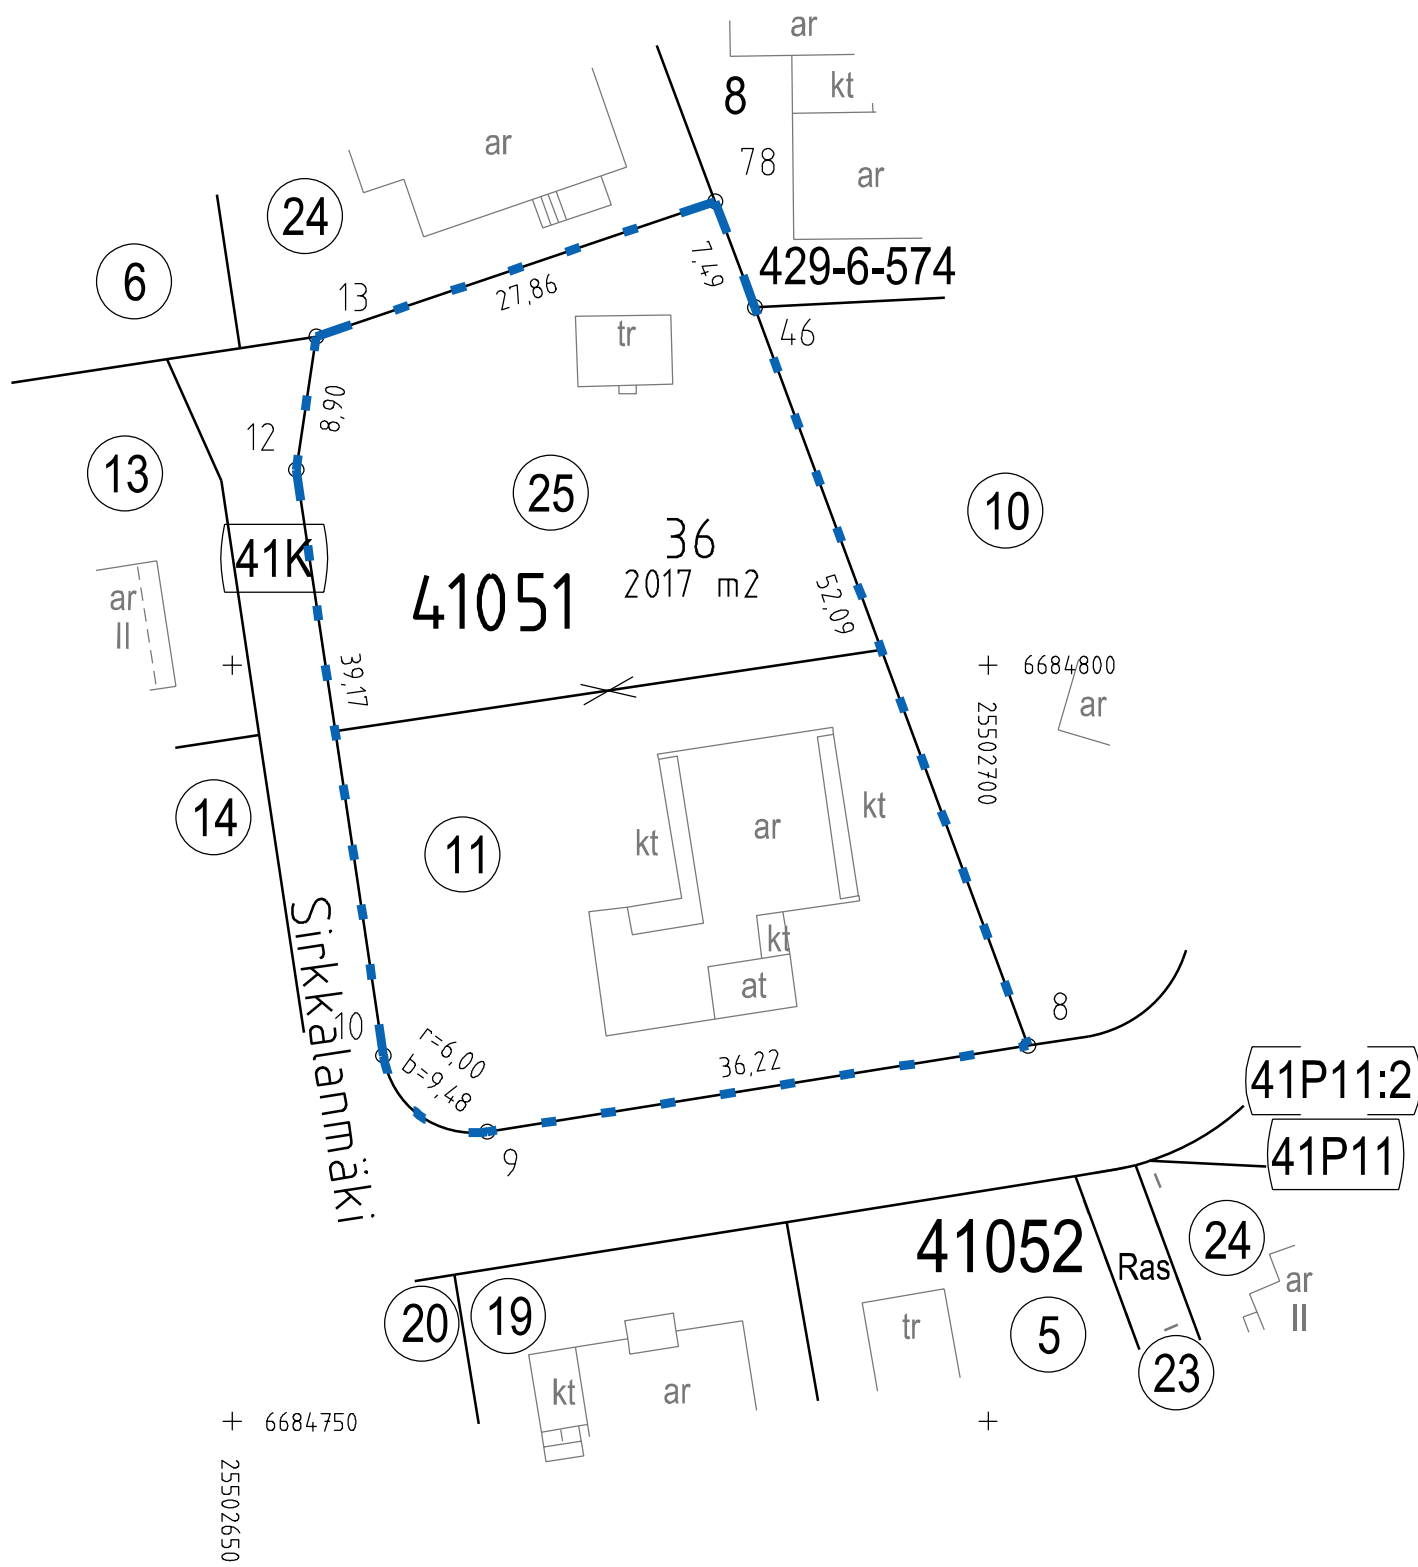 ar
8
kt
78
ar
ar
24
6
429-6-574
7,49
13
27,86
46
tr
8,90
12
13
25
10
36
41K
2017 m2
41051
52,09
ar
II
39,17
6684800
25502700
ar
14
11
kt
ar
kt
kt
at
Sirkkalanmäki
10
r=6,00
b=9,48
36,22
8
9
41P11:2
41P11
41052
24
Ras
ar
II
20
19
tr
5
23
kt
ar
6684750
25502650